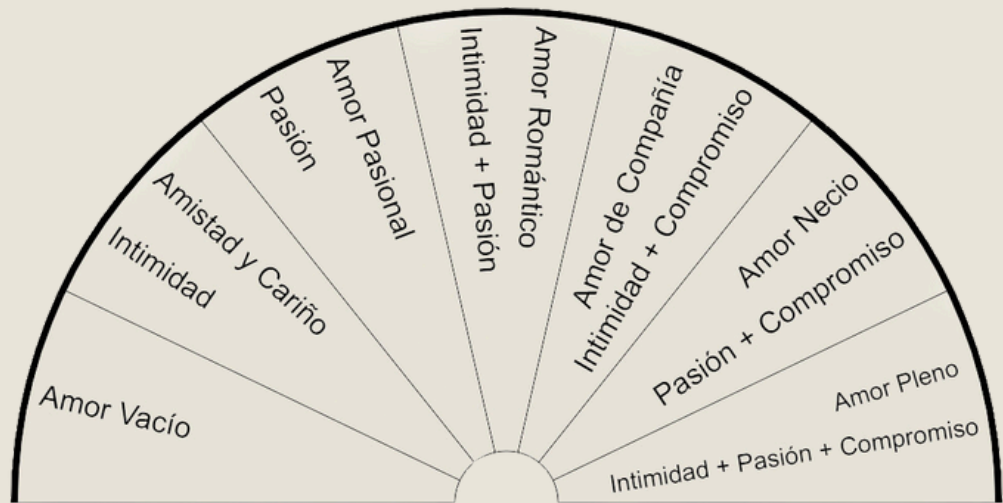 Amor Vacío
Amistad y Cariño
Intimidad
Amor Pasional
Pasión
Amor Romántico
Intimidad + Pasión
Amor de Compañía
Intimidad + Compromiso
Amor Necio
Pasión + Compromiso
Amor Pleno
Intimidad + Pasión + Compromiso